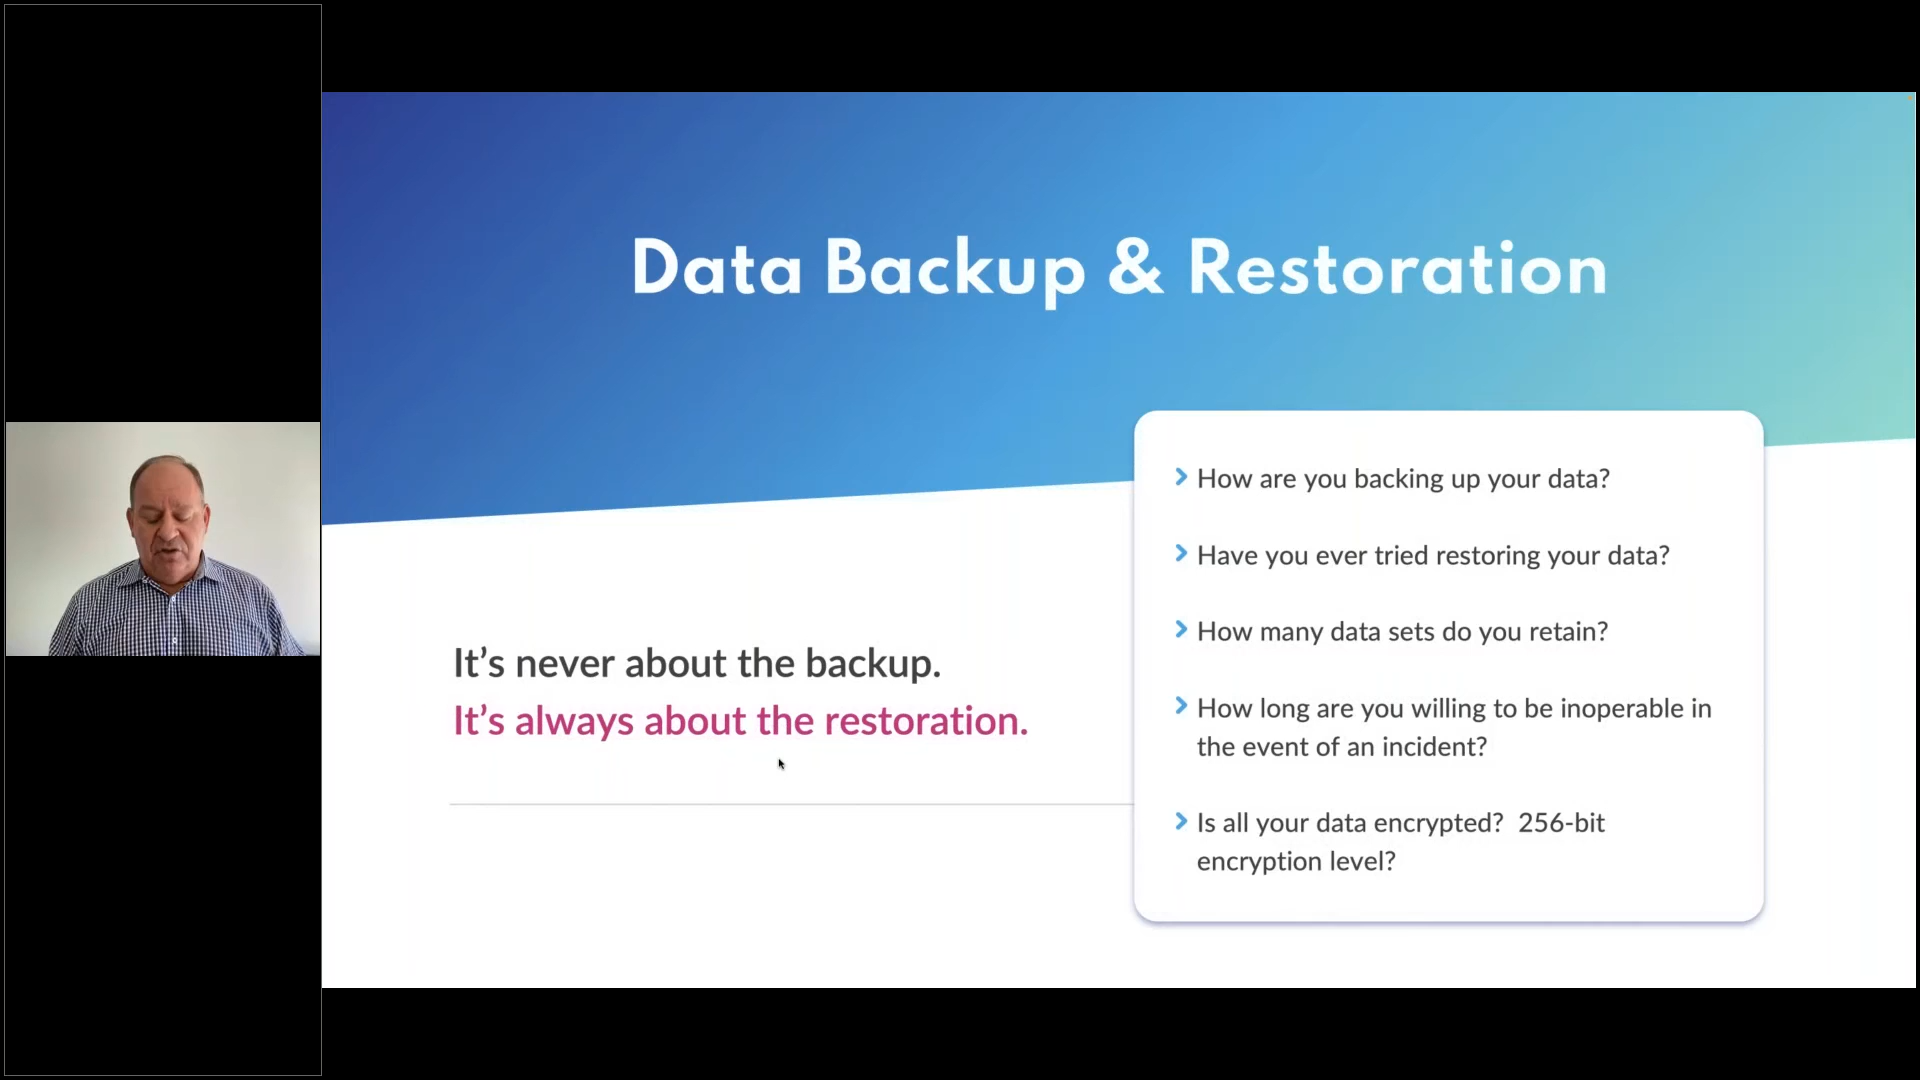 Data Backup & Restoration
It’s never about the backup.
It’s always about the restoration.
How are you backing up your data?
Have you ever tried restoring your data?
How many data sets do you retain?
How long are you willing to be inoperable in
the event of an incident?
Is all your data encrypted?  256-bit
encryption level?